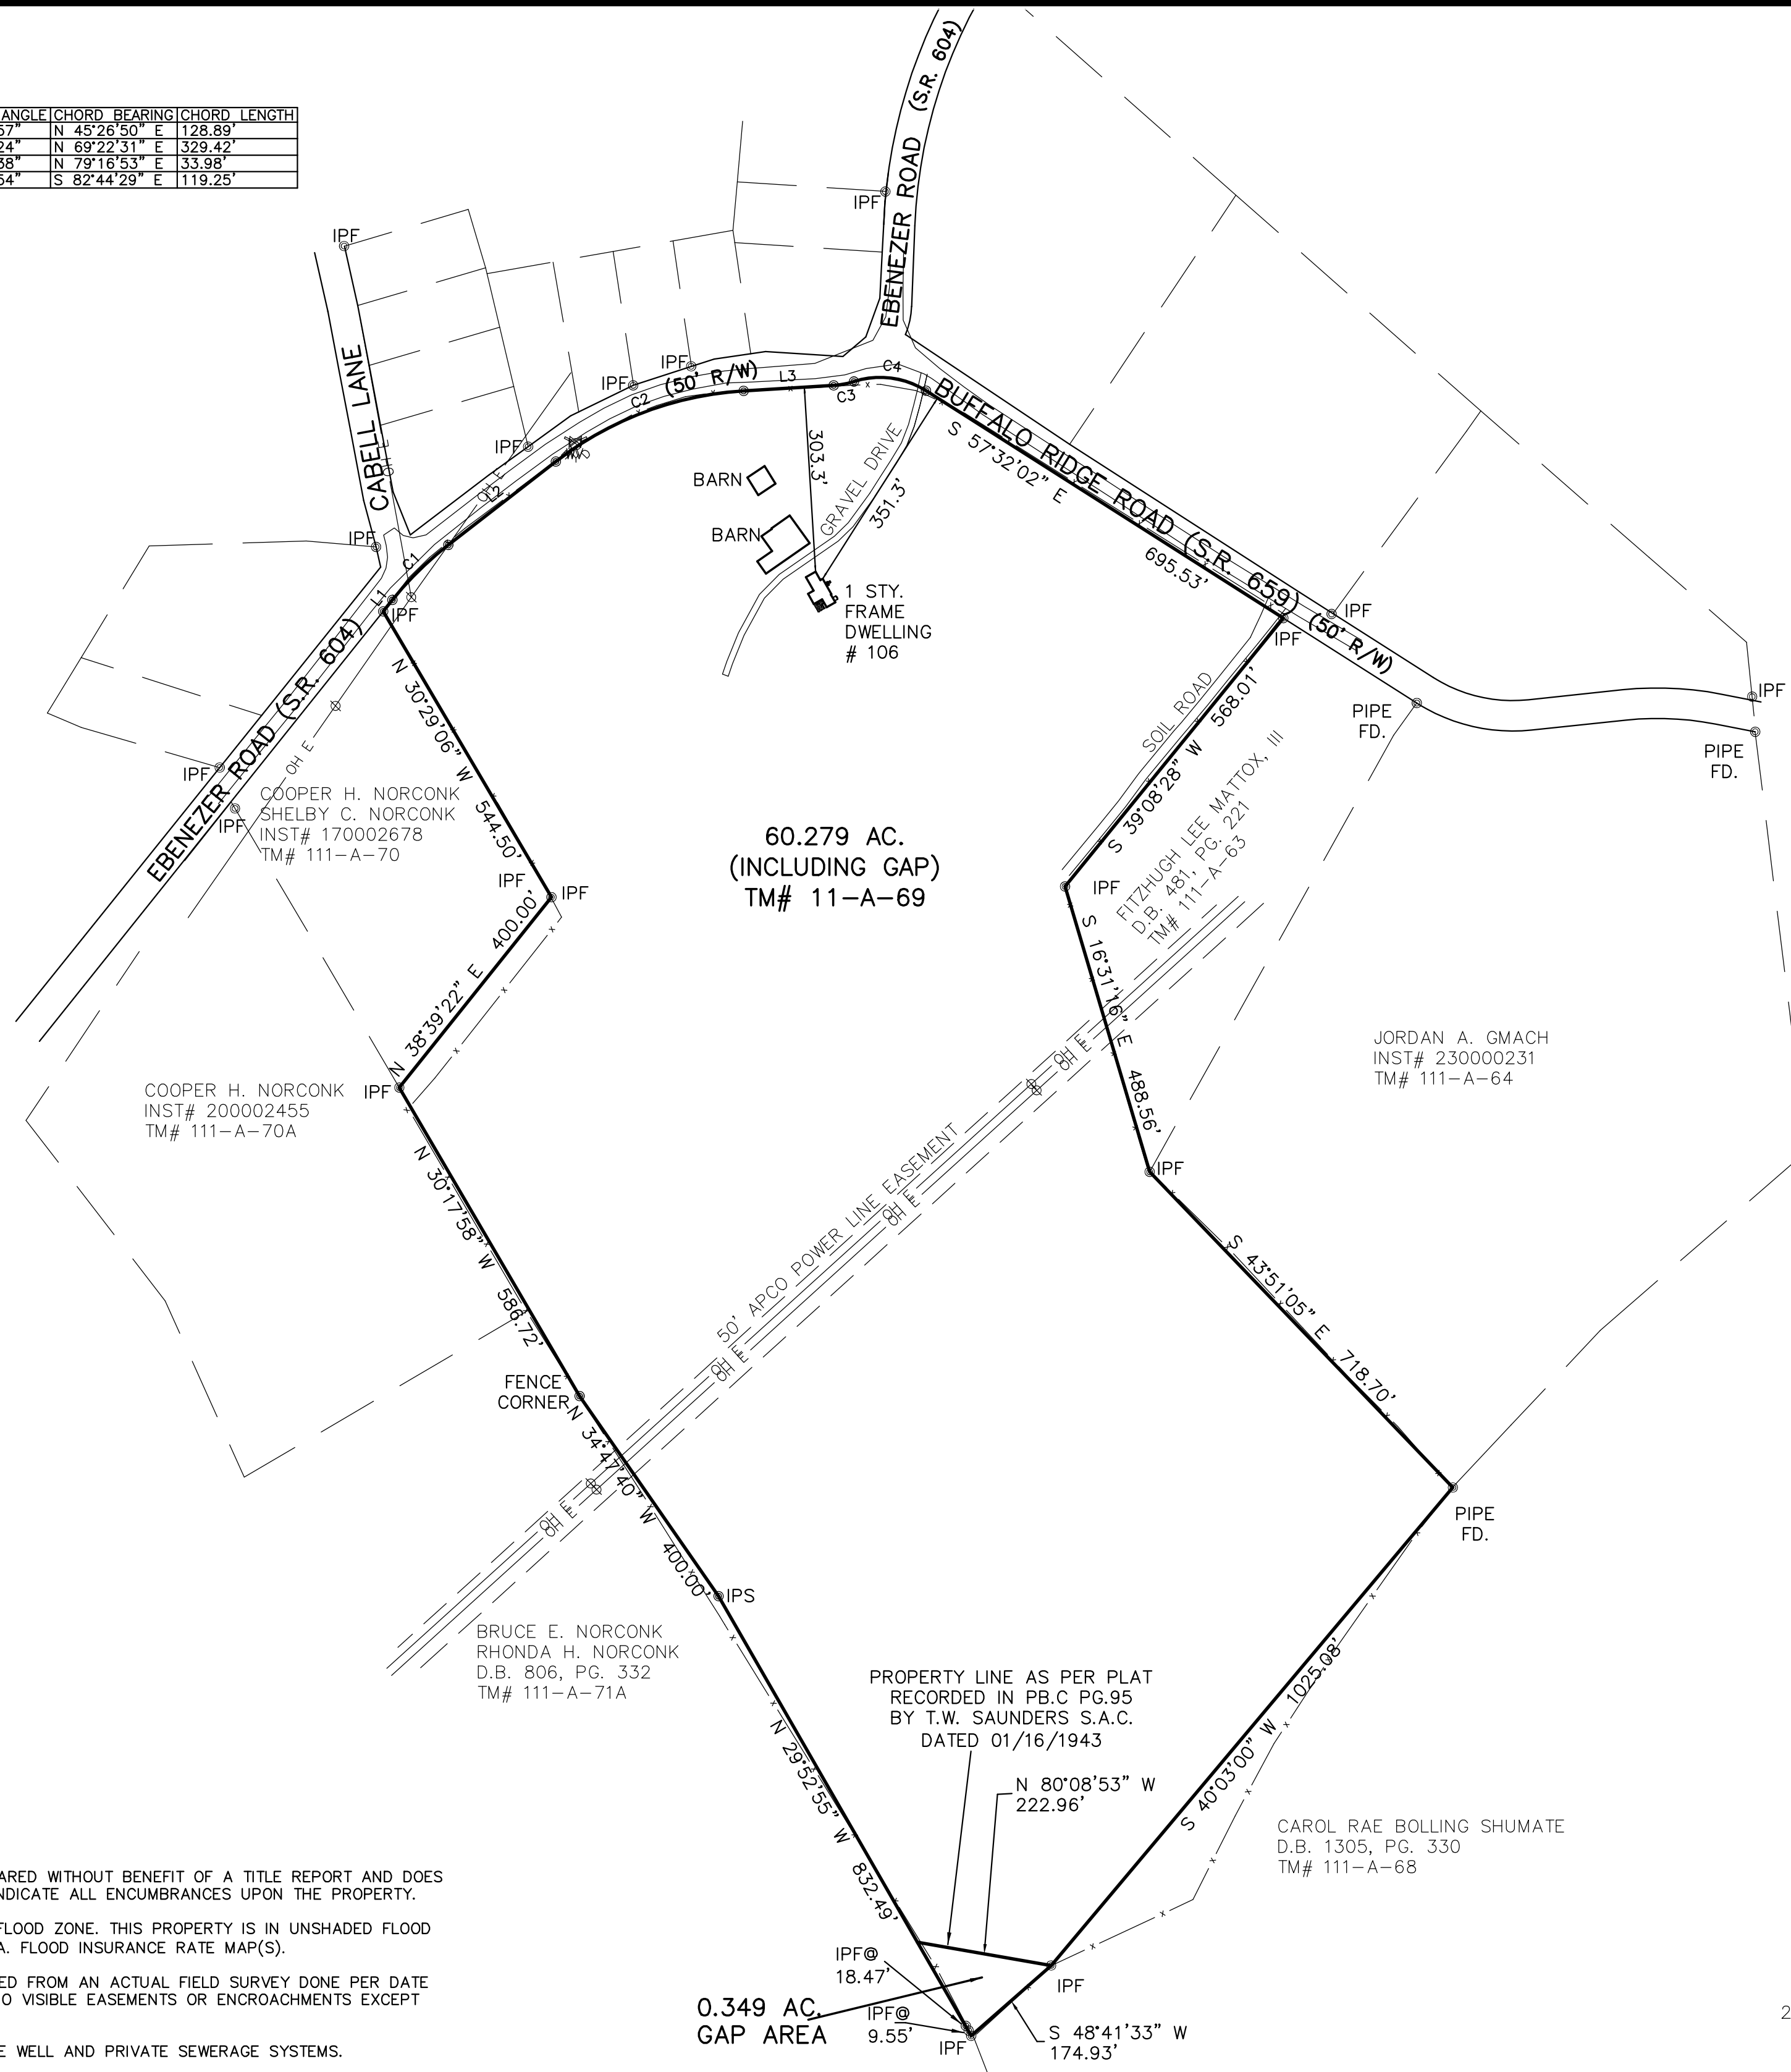 ANGLE CHORD BEARING CHORD LENGTH
57" N 45°26'50" E 128.89'
24" N 69°22'31" E 329.42'
38" N 79°16'53" E 33.98'
54" S 82°44'29" E 119.25'
EBENEZER ROAD (S.R. 604)
IPF
IPF
CABELL LANE
OH E
IPF
IPF
(50' R/W)
L3
C2
C3
C4
IPF
OH E
L2
IPF
C1
L1
IPF
BUFFALO RIDGE ROAD (S.R. 659) (50' R/W)
S 57°32'02" E
695.53'
303.3'
351.3'
GRAVEL DRIVE
BARN
BARN
1 STY.
FRAME
DWELLING
# 106
IPF
IPF
IPF
PIPE
FD.
PIPE
FD.
EBENEZER ROAD (S.R. 604)
IPF
IPF
OH E
N 30°29'06" W 544.50'
COOPER H. NORCONK
SHELBY C. NORCONK
INST# 170002678
TM# 111-A-70
60.279 AC.
(INCLUDING GAP)
TM# 11-A-69
SOIL ROAD
S 39°08'28" W 568.01'
FITZHUGH LEE MATTOX, III
D.B. 481, PG. 221
TM# 111-A-63
IPF
IPF
IPF
N 38°39'22" E 400.00'
S 16°31'16" E 488.56'
OH E
OH E
JORDAN A. GMACH
INST# 230000231
TM# 111-A-64
COOPER H. NORCONK
INST# 200002455
TM# 111-A-70A
IPF
IPF
N 30°17'58" W 586.72'
50' APCO POWER LINE EASEMENT
OH E
OH E
S 43°51'05" E 718.70'
OH E
OH E
FENCE
CORNER
N 34°47'40" W 400.00'
OH E
OH E
PIPE
FD.
IPS
BRUCE E. NORCONK
RHONDA H. NORCONK
D.B. 806, PG. 332
TM# 111-A-71A
PROPERTY LINE AS PER PLAT
RECORDED IN PB.C PG.95
BY T.W. SAUNDERS S.A.C.
DATED 01/16/1943
N 80°08'53" W
222.96'
S 40°03'00" W 1025.08'
N 29°52'55" W 832.49'
CAROL RAE BOLLING SHUMATE
D.B. 1305, PG. 330
TM# 111-A-68
IPF@
18.47'
IPF
0.349 AC.
GAP AREA
IPF@
9.55'
IPF
S 48°41'33" W
174.93'
ARED WITHOUT BENEFIT OF A TITLE REPORT AND DOES
NDICATE ALL ENCUMBRANCES UPON THE PROPERTY.
FLOOD ZONE. THIS PROPERTY IS IN UNSHADED FLOOD
A. FLOOD INSURANCE RATE MAP(S).
ED FROM AN ACTUAL FIELD SURVEY DONE PER DATE
O VISIBLE EASEMENTS OR ENCROACHMENTS EXCEPT
E WELL AND PRIVATE SEWERAGE SYSTEMS.
2